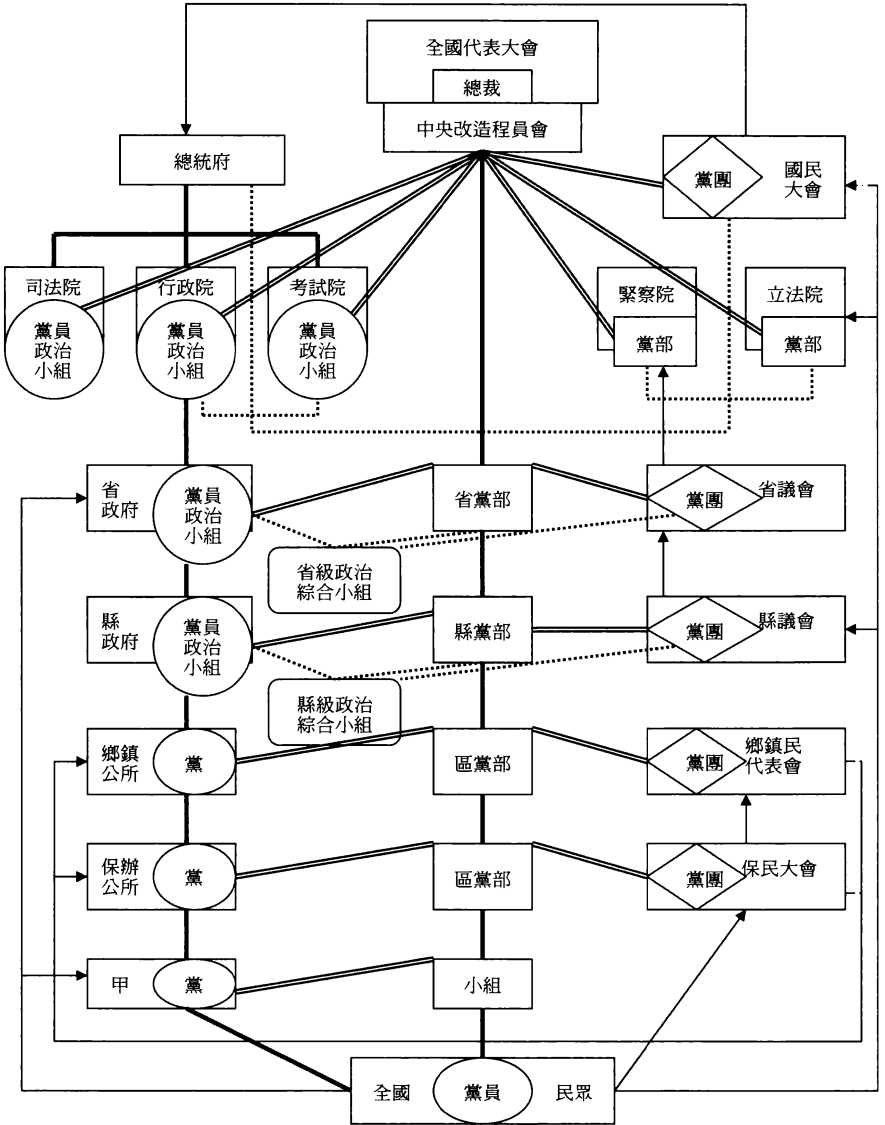 全國代表大會
總裁
中央改造程員會
總統府
黨團
國民
大會
司法院
黨員
政治
小組
行政院
黨員
政治
小組
考試院
黨員
政治
小組
緊察院
黨部
立法院
黨部
省
政府
黨員
政治
小組
省黨部
黨團
省議會
省級政治
綜合小組
縣
政府
黨員
政治
小組
縣黨部
黨團
縣議會
縣級政治
綜合小組
鄉鎮
公所
黨
區黨部
黨團
鄉鎮民
代表會
保辦
公所
黨
區黨部
黨團
保民大會
甲
黨
小組
全國
黨員
民眾